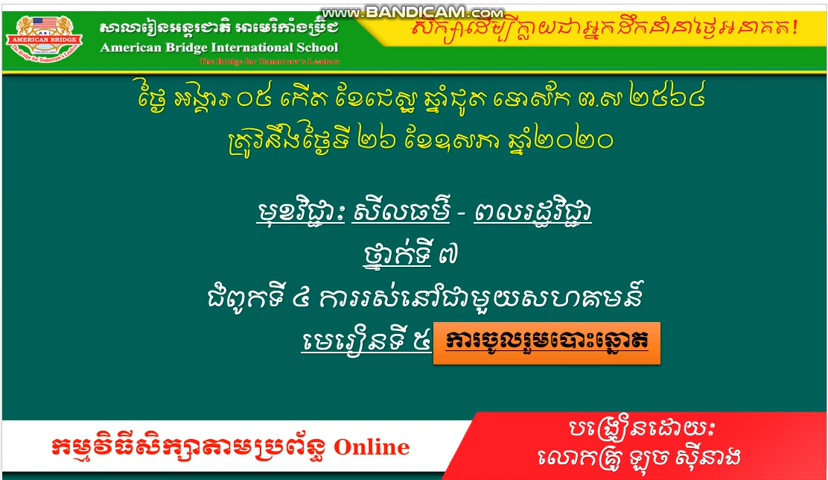 WWW.BANDICAM.COM
សាលារៀនអន្តរជាតិ អាមេរិកាំងប្រ៊ីជ
American Bridge International School
The Bridge for Tomorrow's Leaders
AMERICAN BRIDGE
សិក្សាដើម្បីក្លាយជាអ្នកដឹកនាំនាថ្ងៃអនាគត!
ថ្ងៃ អង្គារ ០៥ កើត ខែជេស្ឋ ឆ្នាំជូត ទោស័ក ព.ស ២៥៦៤
ត្រូវនឹងថ្ងៃទី ២៦ ខែឧសភា ឆ្នាំ២០២០
មុខវិជ្ជា: សីលធម៌ - ពលរដ្ឋវិជ្ជា
ថ្នាក់ទី ៧
ជំពូកទី ៤ ការរស់នៅជាមួយសហគមន៍
មេរៀនទី ៥ ការចូលរួមបោះឆ្នោត
កម្មវិធីសិក្សាតាមប្រព័ន្ធ Online
បង្រៀនដោយ:
លោកគ្រូ ឡុច ស៊ីនាង